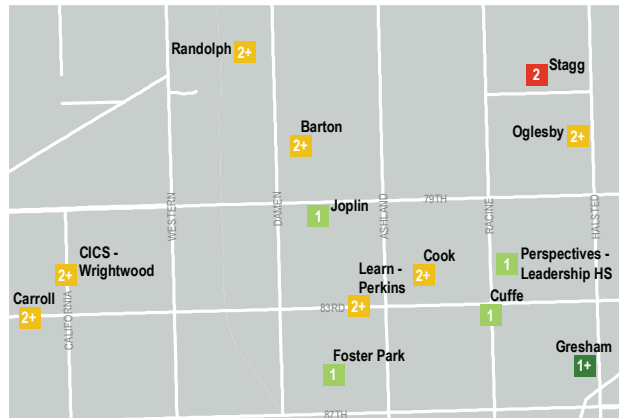 Randolph
2+
Stagg
2
Barton
2+
Oglesby
2+
WESTERN
DAMEN
ASHLAND
RACINE
HALSTED
79TH
Joplin
1
CICS -
Wrightwood
2+
Carroll
2+
CALIFORNIA
Learn -
Perkins
2+
Cook
2+
Perspectives -
Leadership HS
1
83RD
Cuffe
1
Foster Park
1
Gresham
1+
87TH